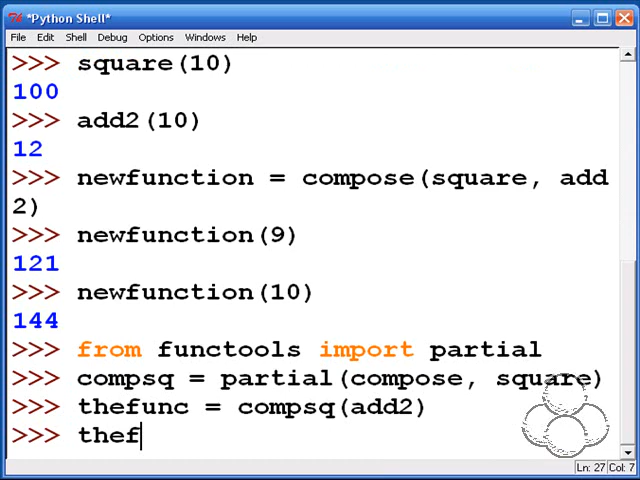 *Python Shell*
File Edit Shell Debug Options Windows Help
>>> square(10)
100
>>> add2(10)
12
>>> newfunction = compose(square, add
2)
>>> newfunction(9)
121
>>> newfunction(10)
144
>>> from functools import partial
>>> compsq = partial(compose, square)
>>> thefunc = compsq(add2)
>>> thef
Ln: 27 Col: 7